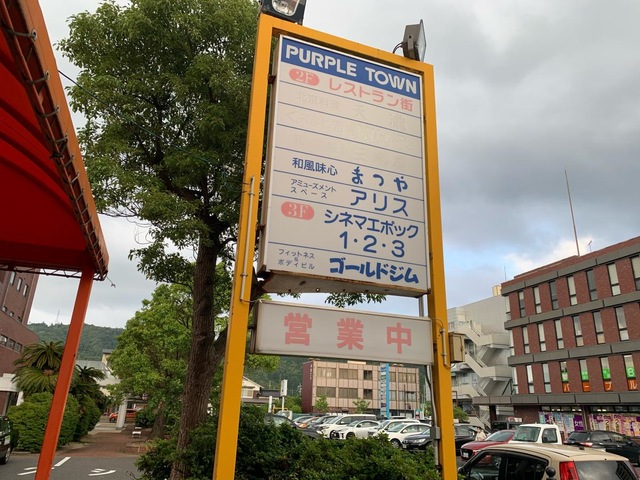 PURPLE TOWN
2F レストラン街
和風味心 まつや
アミューズメント
スペース アリス
3F シネマエポック
1・2・3
フィットネス
&
ボディビル ゴールドジム
営業中